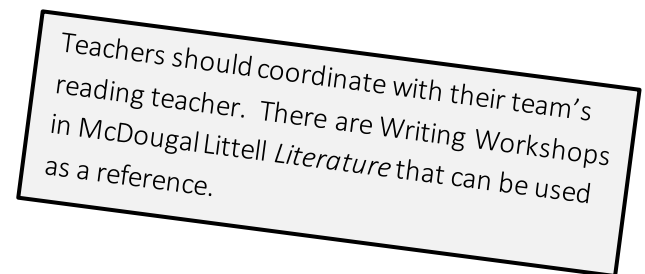 Teachers should coordinate with their team's
reading teacher.  There are Writing Workshops
in McDougal Littell Literature that can be used
as a reference.